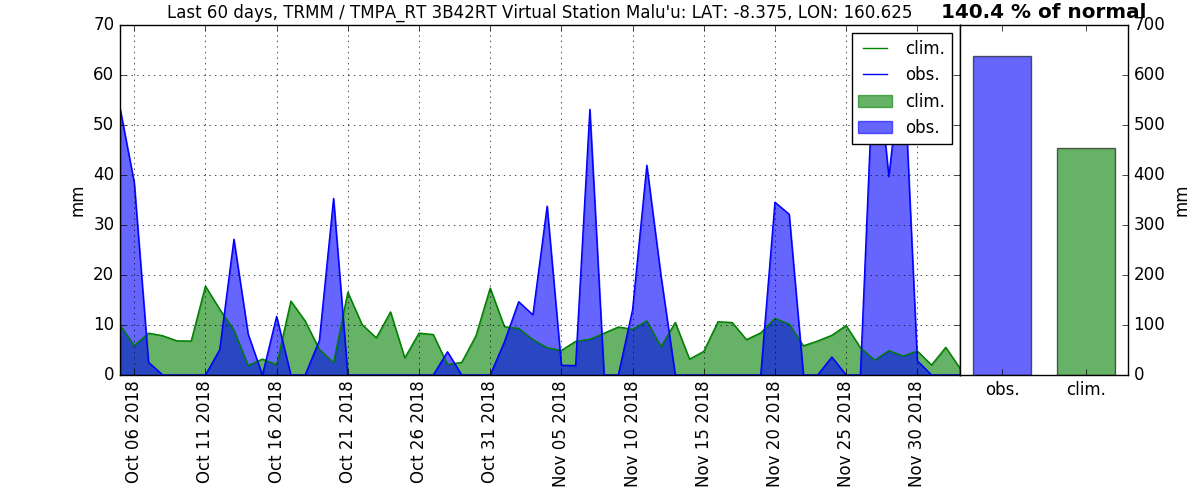 Last 60 days, TRMM / TMPA_RT 3B42RT Virtual Station Malu'u: LAT: -8.375, LON: 160.625
140.4 % of normal
70
60
50
40
30
20
10
0
mm
clim.
obs.
clim.
obs.
700
600
500
400
300
200
100
0
mm
obs.
clim.
Oct 06 2018
Oct 11 2018
Oct 16 2018
Oct 21 2018
Oct 26 2018
Oct 31 2018
Nov 05 2018
Nov 10 2018
Nov 15 2018
Nov 20 2018
Nov 25 2018
Nov 30 2018